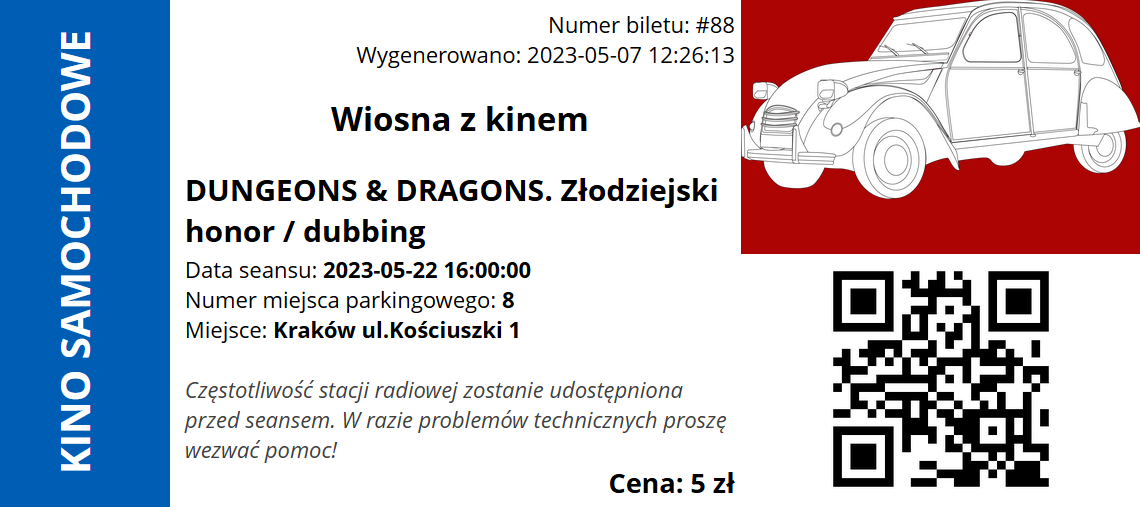 KINO SAMOCHODOWE
Numer biletu: #88
Wygenerowano: 2023-05-07 12:26:13
Wiosna z kinem
DUNGEONS & DRAGONS. Złodziejski
honor / dubbing
Data seansu: 2023-05-22 16:00:00
Numer miejsca parkingowego: 8
Miejsce: Kraków ul.Kościuszki 1
Częstotliwość stacji radiowej zostanie udostępniona
przed seansem. W razie problemów technicznych proszę
wezwać pomoc!
Cena: 5 zł